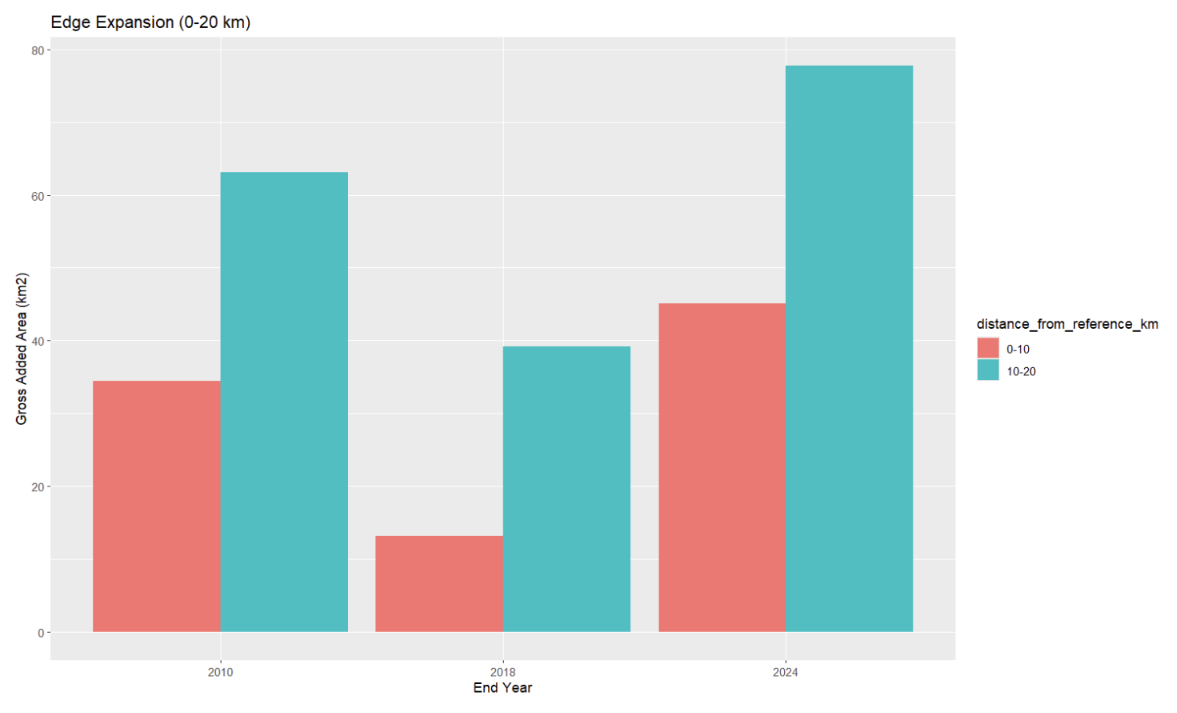 Edge Expansion (0-20 km)
80
60
40
20
0
Gross Added Area (km2)
2010
2018
2024
End Year
distance_from_reference_km
0-10
10-20